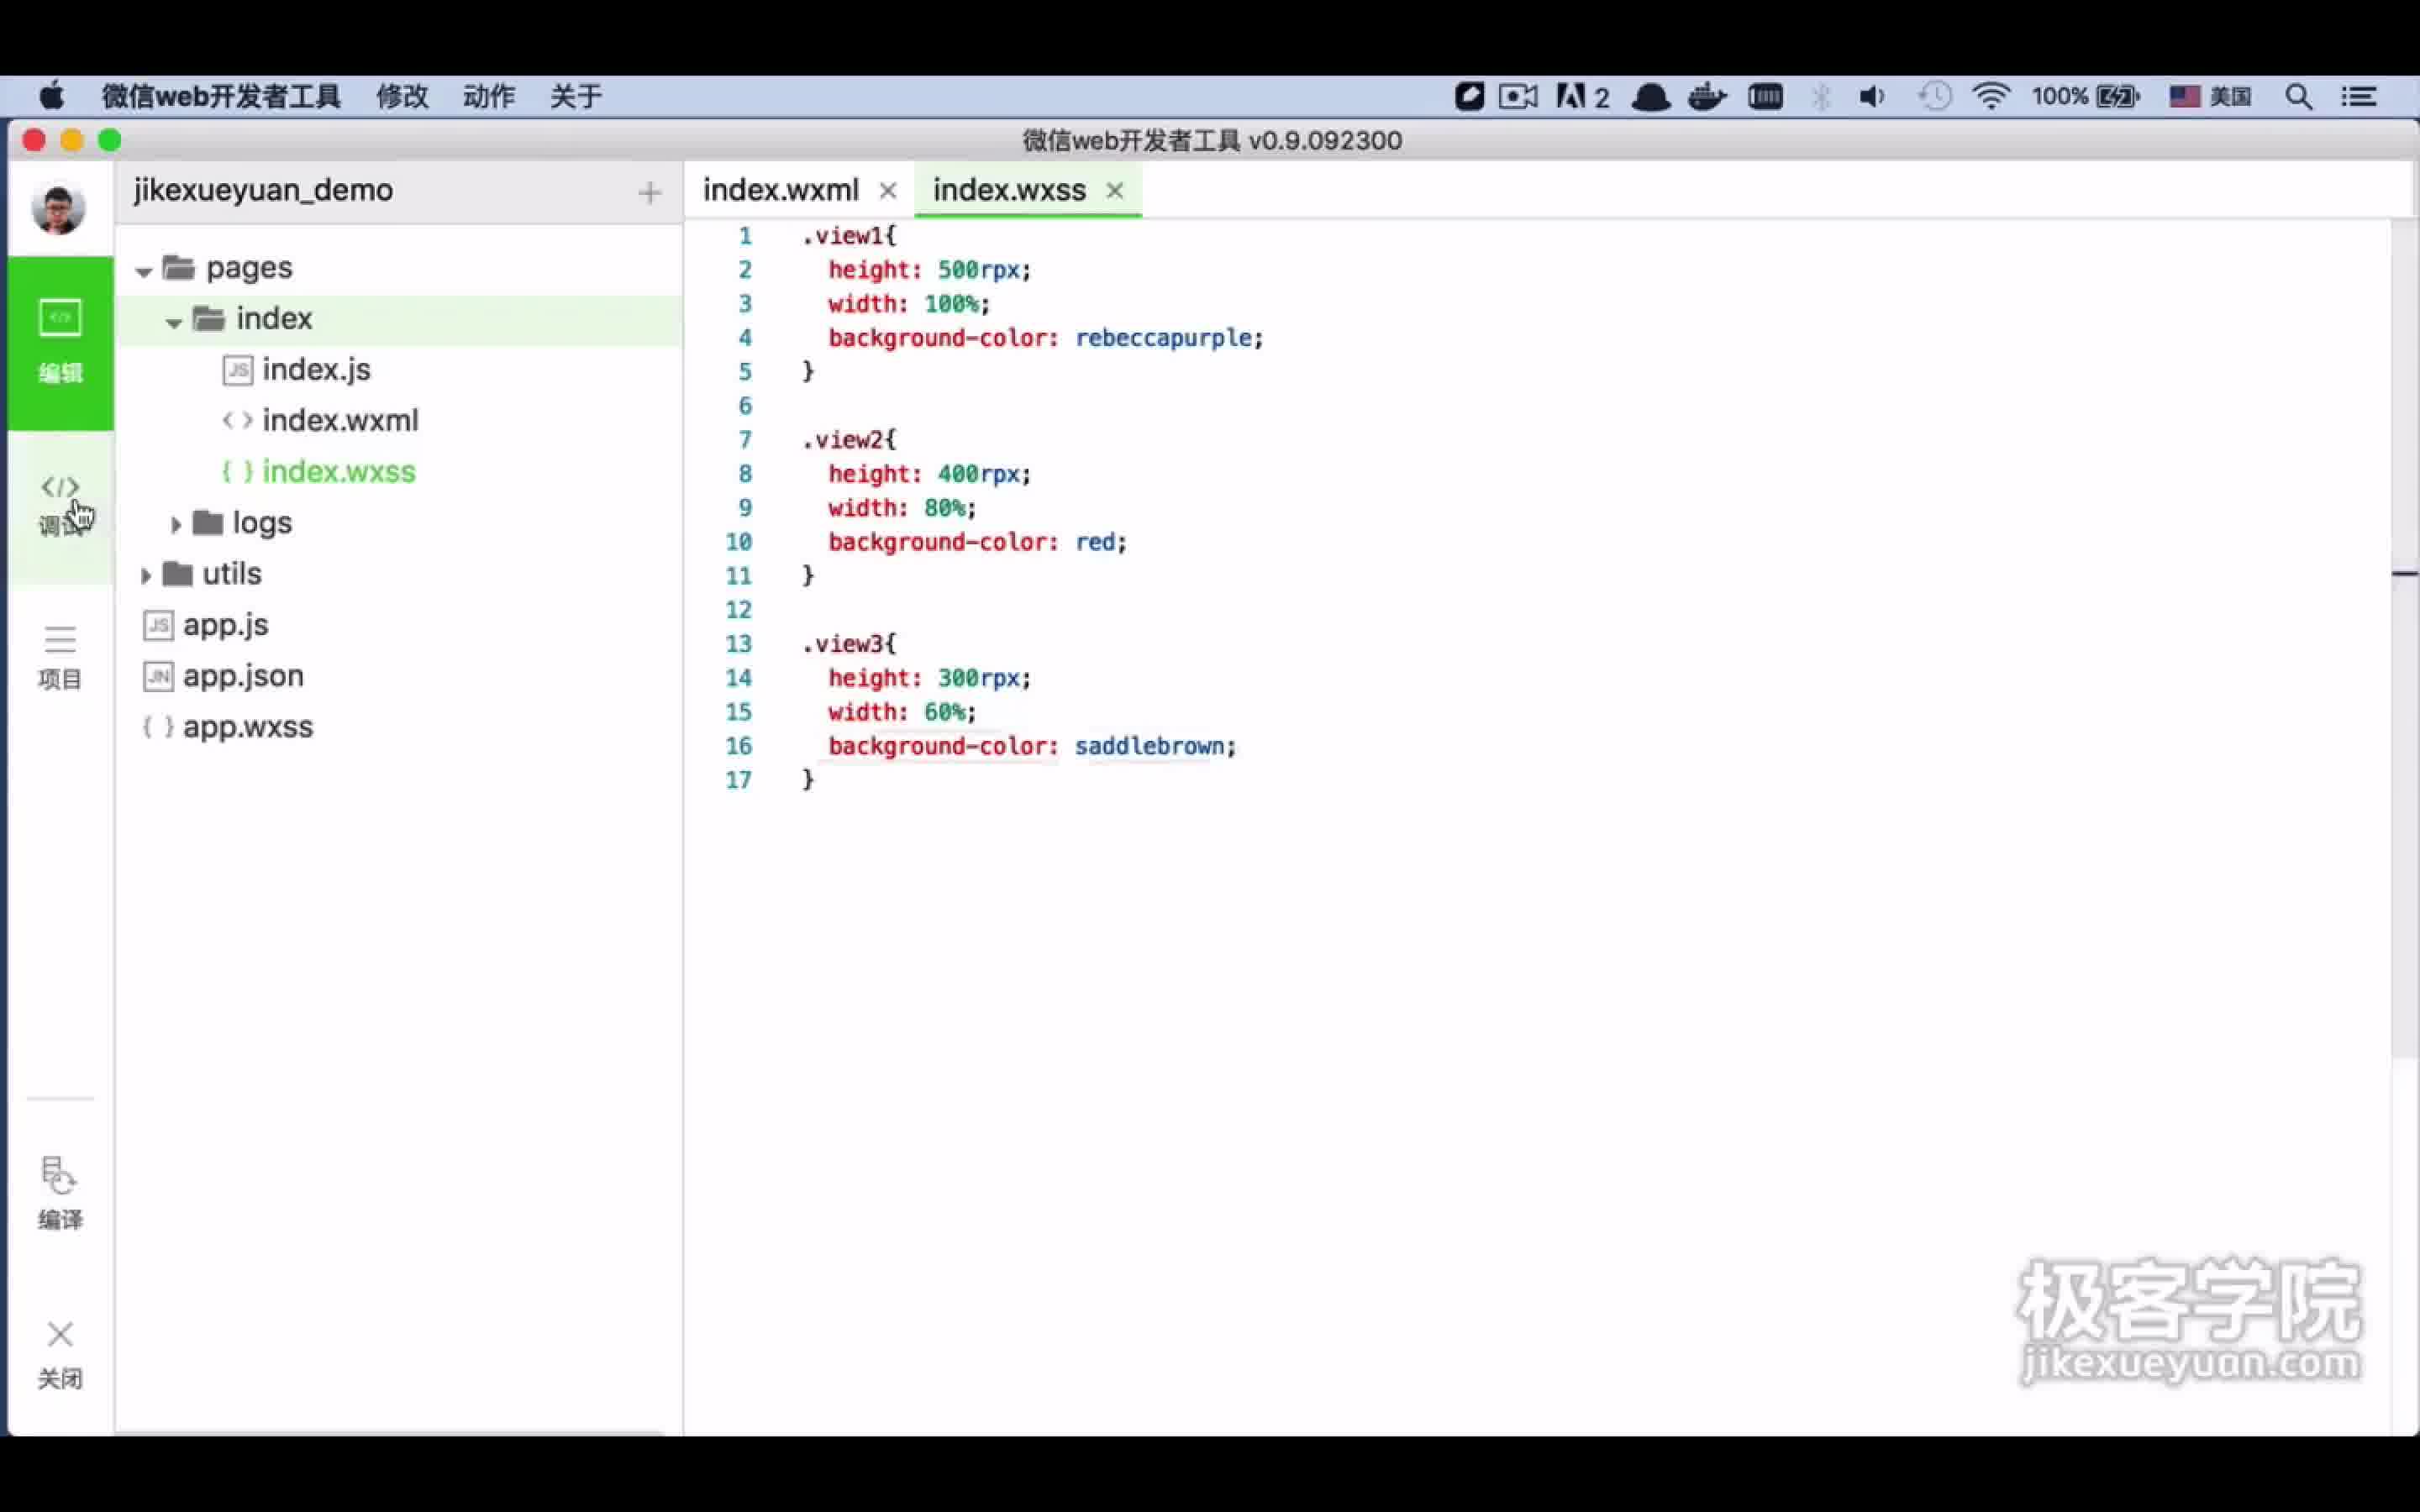 微信web开发者工具 修改 动作 关于 2 100% 美国
微信web开发者工具 v0.9.092300
jikexueyuan_demo
index.wxml
index.wxss
编辑
调试
项目
编译
关闭
pages
index
JS index.js
index.wxml
{ } index.wxss
logs
utils
JS app.js
JN app.json
{ } app.wxss
1 .view1{
2 height: 500rpx;
3 width: 100%;
4 background-color: rebeccapurple;
5 }
6
7 .view2{
8 height: 400rpx;
9 width: 80%;
10 background-color: red;
11 }
12
13 .view3{
14 height: 300rpx;
15 width: 60%;
16 background-color: saddlebrown;
17 }
极客学院
jikexueyuan.com